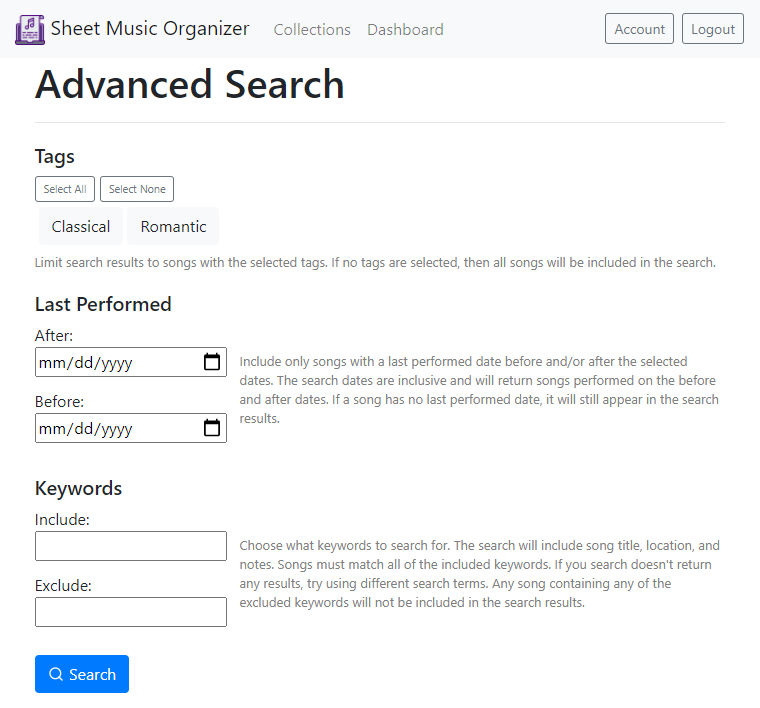 Sheet Music Organizer Collections Dashboard Account Logout
Advanced Search
Tags
Select All Select None
Classical Romantic
Limit search results to songs with the selected tags. If no tags are selected, then all songs will be included in the search.
Last Performed
After:
mm/dd/yyyy
Include only songs with a last performed date before and/or after the selected
dates. The search dates are inclusive and will return songs performed on the before
and after dates. If a song has no last performed date, it will still appear in the search
results.
Before:
mm/dd/yyyy
Keywords
Include:
Choose what keywords to search for. The search will include song title, location, and
notes. Songs must match all of the included keywords. If you search doesn't return
any results, try using different search terms. Any song containing any of the
excluded keywords will not be included in the search results.
Exclude:
Search